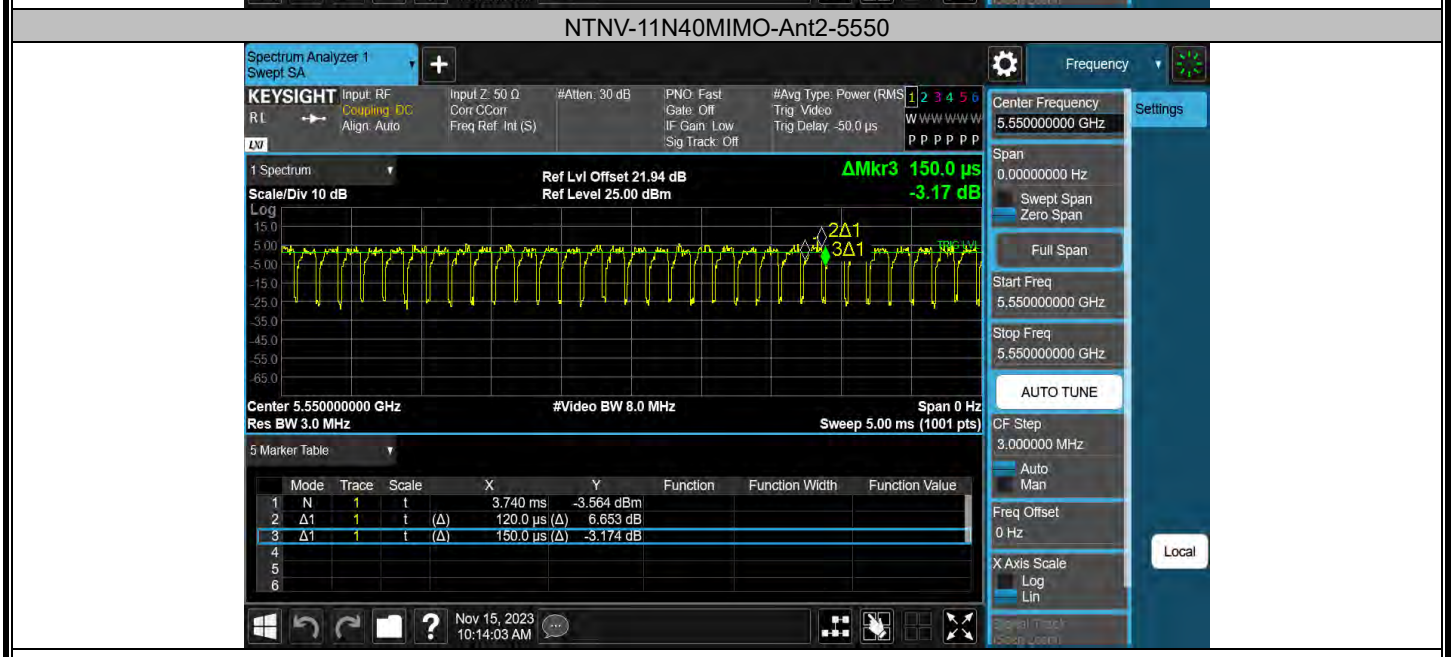 NTNV-11N40MIMO-Ant2-5550
Spectrum Analyzer 1
Swept SA
+
Frequency
KEYSIGHT Input: RF Input Z: 50 Ω #Atten: 30 dB PNO: Fast #Avg Type: Power (RMS 1 2 3 4 5 6
RL Coupling: DC Corr CCorr Gate: Off Trig: Video W W W W W W
Align: Auto Freq Ref: Int (S) IF Gain: Low Trig Delay: -50.0 µs
LXI Sig Track: Off P P P P P P
Center Frequency
5.550000000 GHz
Settings
1 Spectrum
Ref Lvl Offset 21.94 dB
ΔMkr3 150.0 µs
Scale/Div 10 dB
Ref Level 25.00 dBm
-3.17 dB
Span
0.00000000 Hz
Swept Span
Zero Span
Full Span
Start Freq
5.550000000 GHz
Stop Freq
5.550000000 GHz
AUTO TUNE
CF Step
3.000000 MHz
Auto
Man
Freq Offset
0 Hz
X Axis Scale
Log
Lin
Signal Track
(Span Zoom)
Local
Log
15.0
5.00
-5.00
-15.0
-25.0
-35.0
-45.0
-55.0
-65.0
2Δ1
3Δ1
TRIG LVL
Center 5.550000000 GHz #Video BW 8.0 MHz Span 0 Hz
Res BW 3.0 MHz Sweep 5.00 ms (1001 pts)
5 Marker Table
Mode Trace Scale X Y Function Function Width Function Value
1 N 1 t 3.740 ms -3.564 dBm
2 Δ1 1 t (Δ) 120.0 µs (Δ) 6.653 dB
3 Δ1 1 t (Δ) 150.0 µs (Δ) -3.174 dB
4
5
6
?
Nov 15, 2023
10:14:03 AM